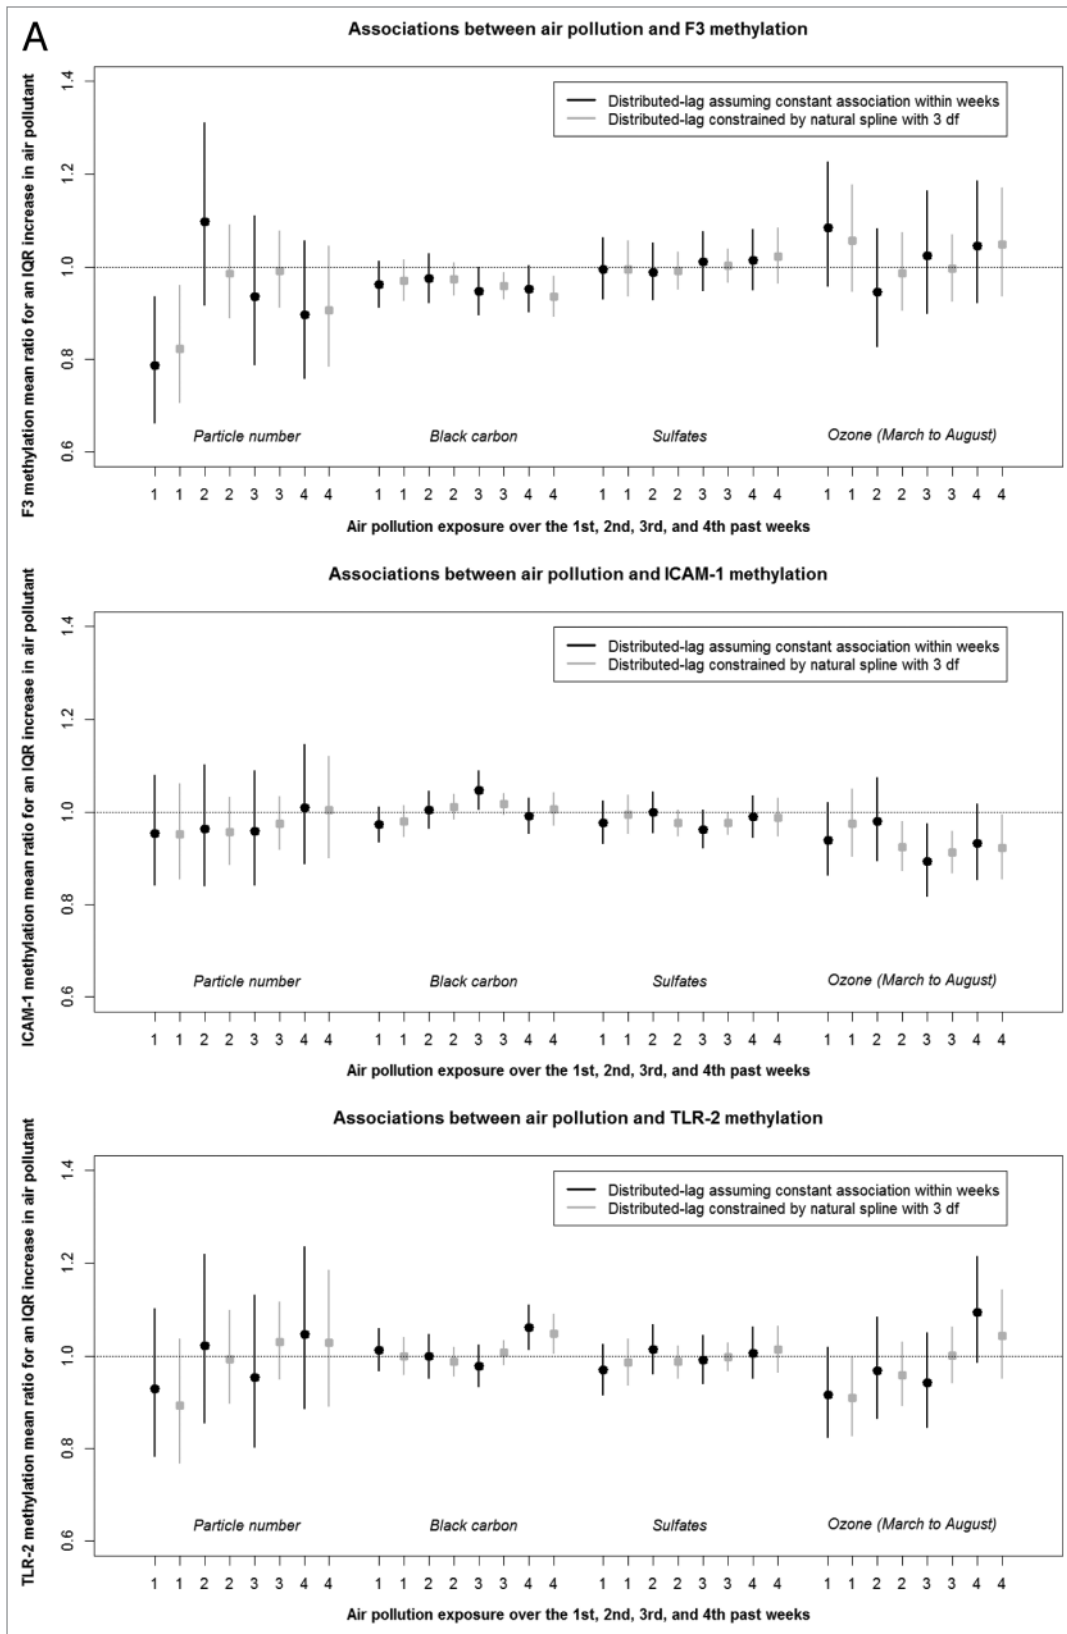 A
Associations between air pollution and F3 methylation
F3 methylation mean ratio for an IQR increase in air pollutant
1.4
1.2
1.0
0.8
0.6
Distributed-lag assuming constant association within weeks
Distributed-lag constrained by natural spline with 3 df
Particle number Black carbon Sulfates Ozone (March to August)
1 1 2 2 3 3 4 4 1 1 2 2 3 3 4 4 1 1 2 2 3 3 4 4 1 1 2 2 3 3 4 4
Air pollution exposure over the 1st, 2nd, 3rd, and 4th past weeks
Associations between air pollution and ICAM-1 methylation
ICAM-1 methylation mean ratio for an IQR increase in air pollutant
1.4
1.2
1.0
0.8
0.6
Distributed-lag assuming constant association within weeks
Distributed-lag constrained by natural spline with 3 df
Particle number Black carbon Sulfates Ozone (March to August)
1 1 2 2 3 3 4 4 1 1 2 2 3 3 4 4 1 1 2 2 3 3 4 4 1 1 2 2 3 3 4 4
Air pollution exposure over the 1st, 2nd, 3rd, and 4th past weeks
Associations between air pollution and TLR-2 methylation
TLR-2 methylation mean ratio for an IQR increase in air pollutant
1.4
1.2
1.0
0.8
0.6
Distributed-lag assuming constant association within weeks
Distributed-lag constrained by natural spline with 3 df
Particle number Black carbon Sulfates Ozone (March to August)
1 1 2 2 3 3 4 4 1 1 2 2 3 3 4 4 1 1 2 2 3 3 4 4 1 1 2 2 3 3 4 4
Air pollution exposure over the 1st, 2nd, 3rd, and 4th past weeks